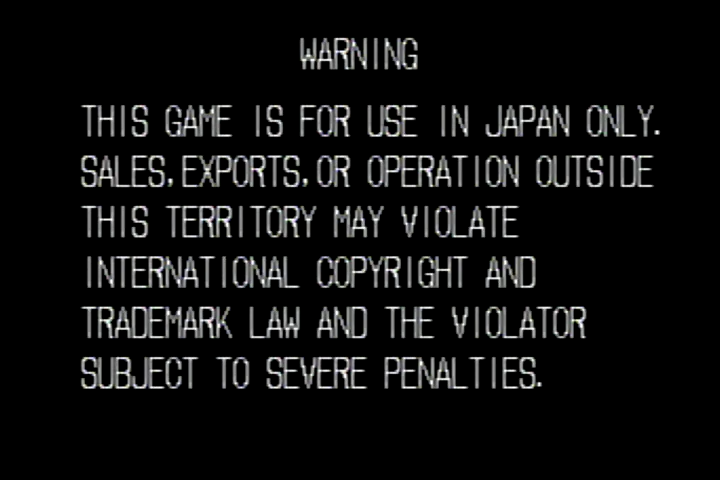 WARNING
THIS GAME IS FOR USE IN JAPAN ONLY.
SALES,EXPORTS,OR OPERATION OUTSIDE
THIS TERRITORY MAY VIOLATE
INTERNATIONAL COPYRIGHT AND
TRADEMARK LAW AND THE VIOLATOR
SUBJECT TO SEVERE PENALTIES.